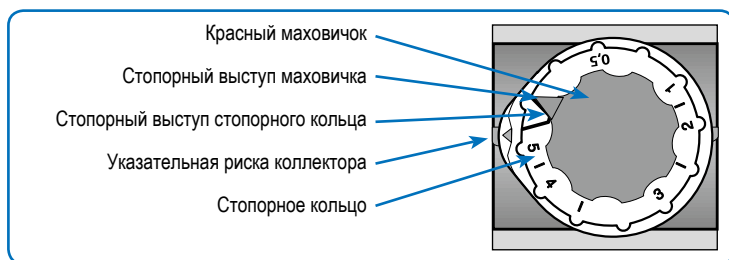 Красный маховичок
Стопорный выступ маховичка
Стопорный выступ стопорного кольца
Указательная риска коллектора
Стопорное кольцо
0,5
1
2
3
4
5